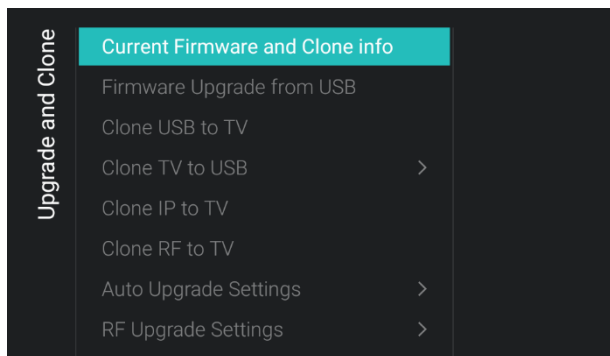 Upgrade and Clone
Current Firmware and Clone info
Firmware Upgrade from USB
Clone USB to TV
Clone TV to USB
Clone IP to TV
Clone RF to TV
Auto Upgrade Settings
RF Upgrade Settings